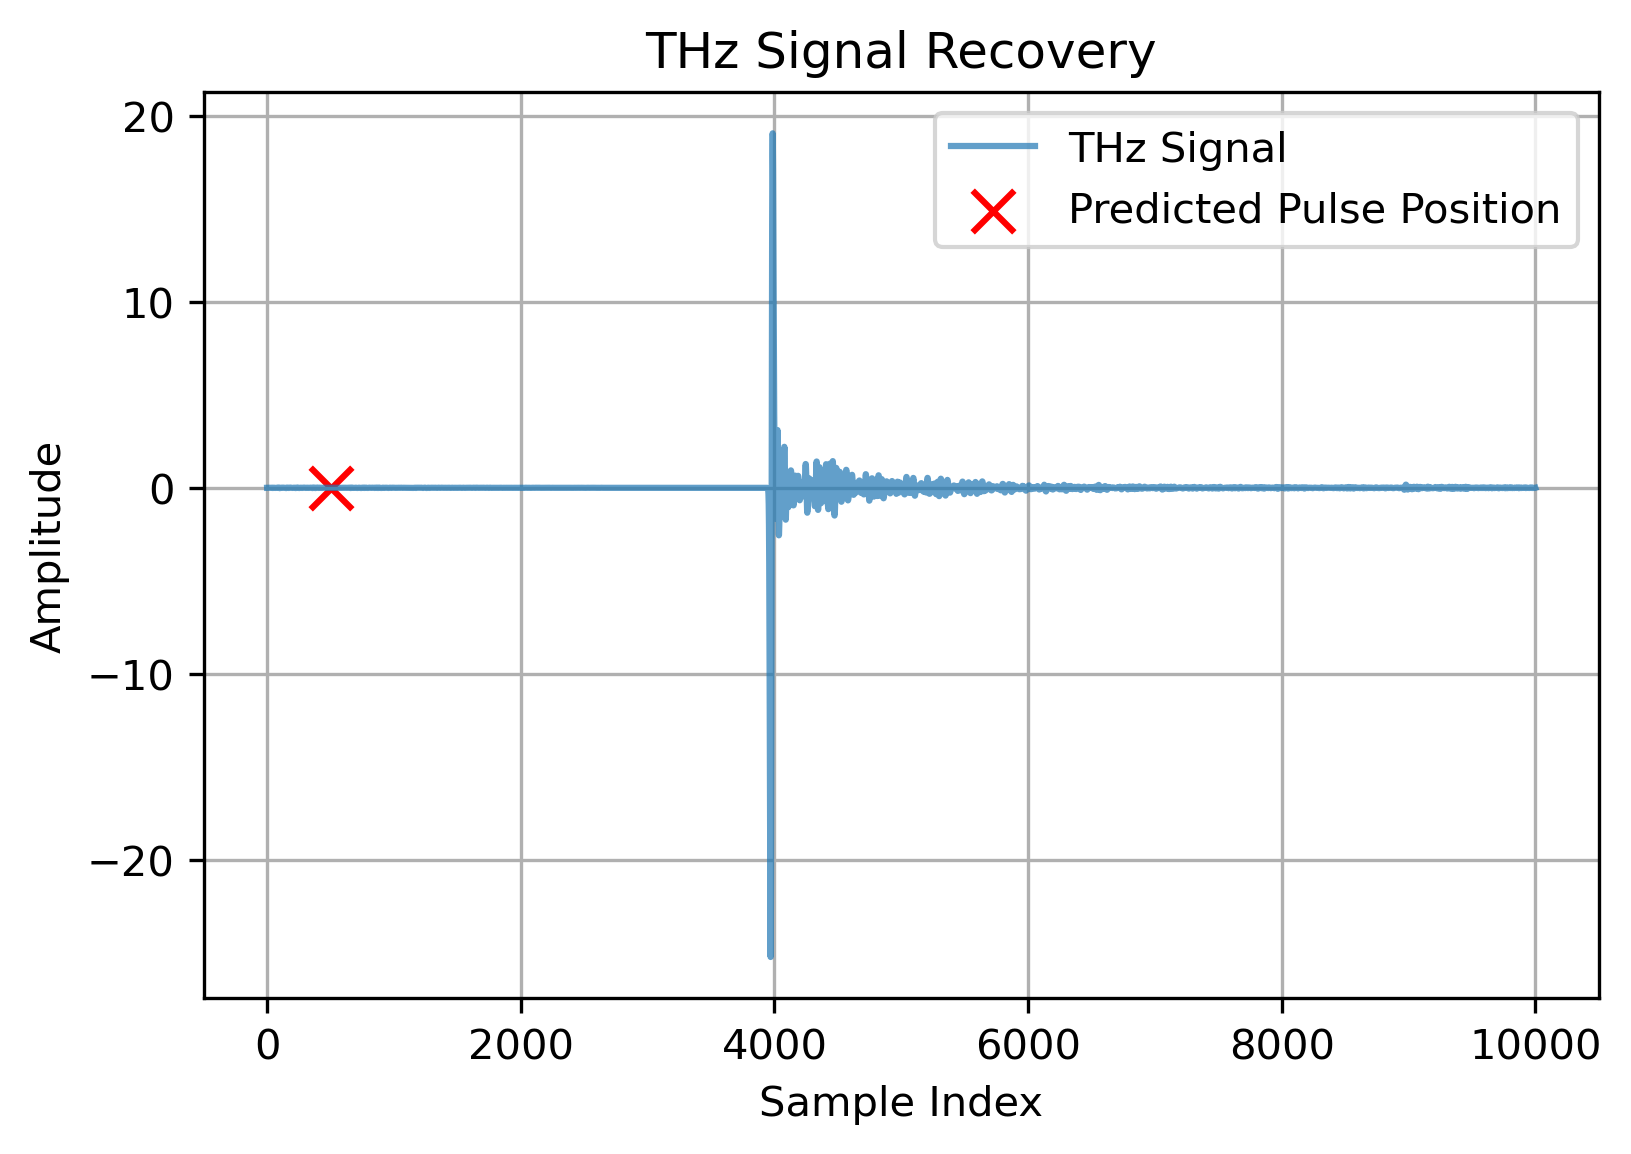 THz Signal Recovery
THz Signal
Predicted Pulse Position
20
10
0
−10
−20
Amplitude
0 2000 4000 6000 8000 10000
Sample Index